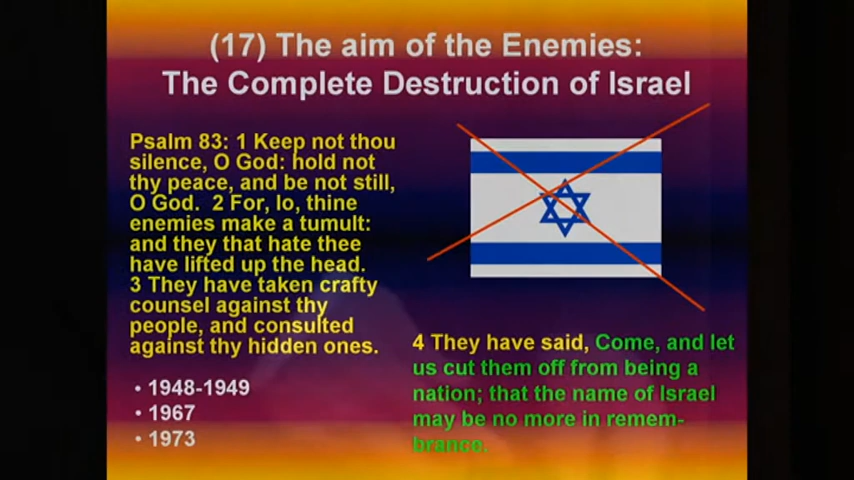 (17) The aim of the Enemies:
The Complete Destruction of Israel
Psalm 83: 1 Keep not thou
silence, O God: hold not
thy peace, and be not still,
O God. 2 For, lo, thine
enemies make a tumult:
and they that hate thee
have lifted up the head.
3 They have taken crafty
counsel against thy
people, and consulted
against thy hidden ones.
• 1948-1949
• 1967
• 1973
4 They have said, Come, and let
us cut them off from being a
nation; that the name of Israel
may be no more in remem-
brance.